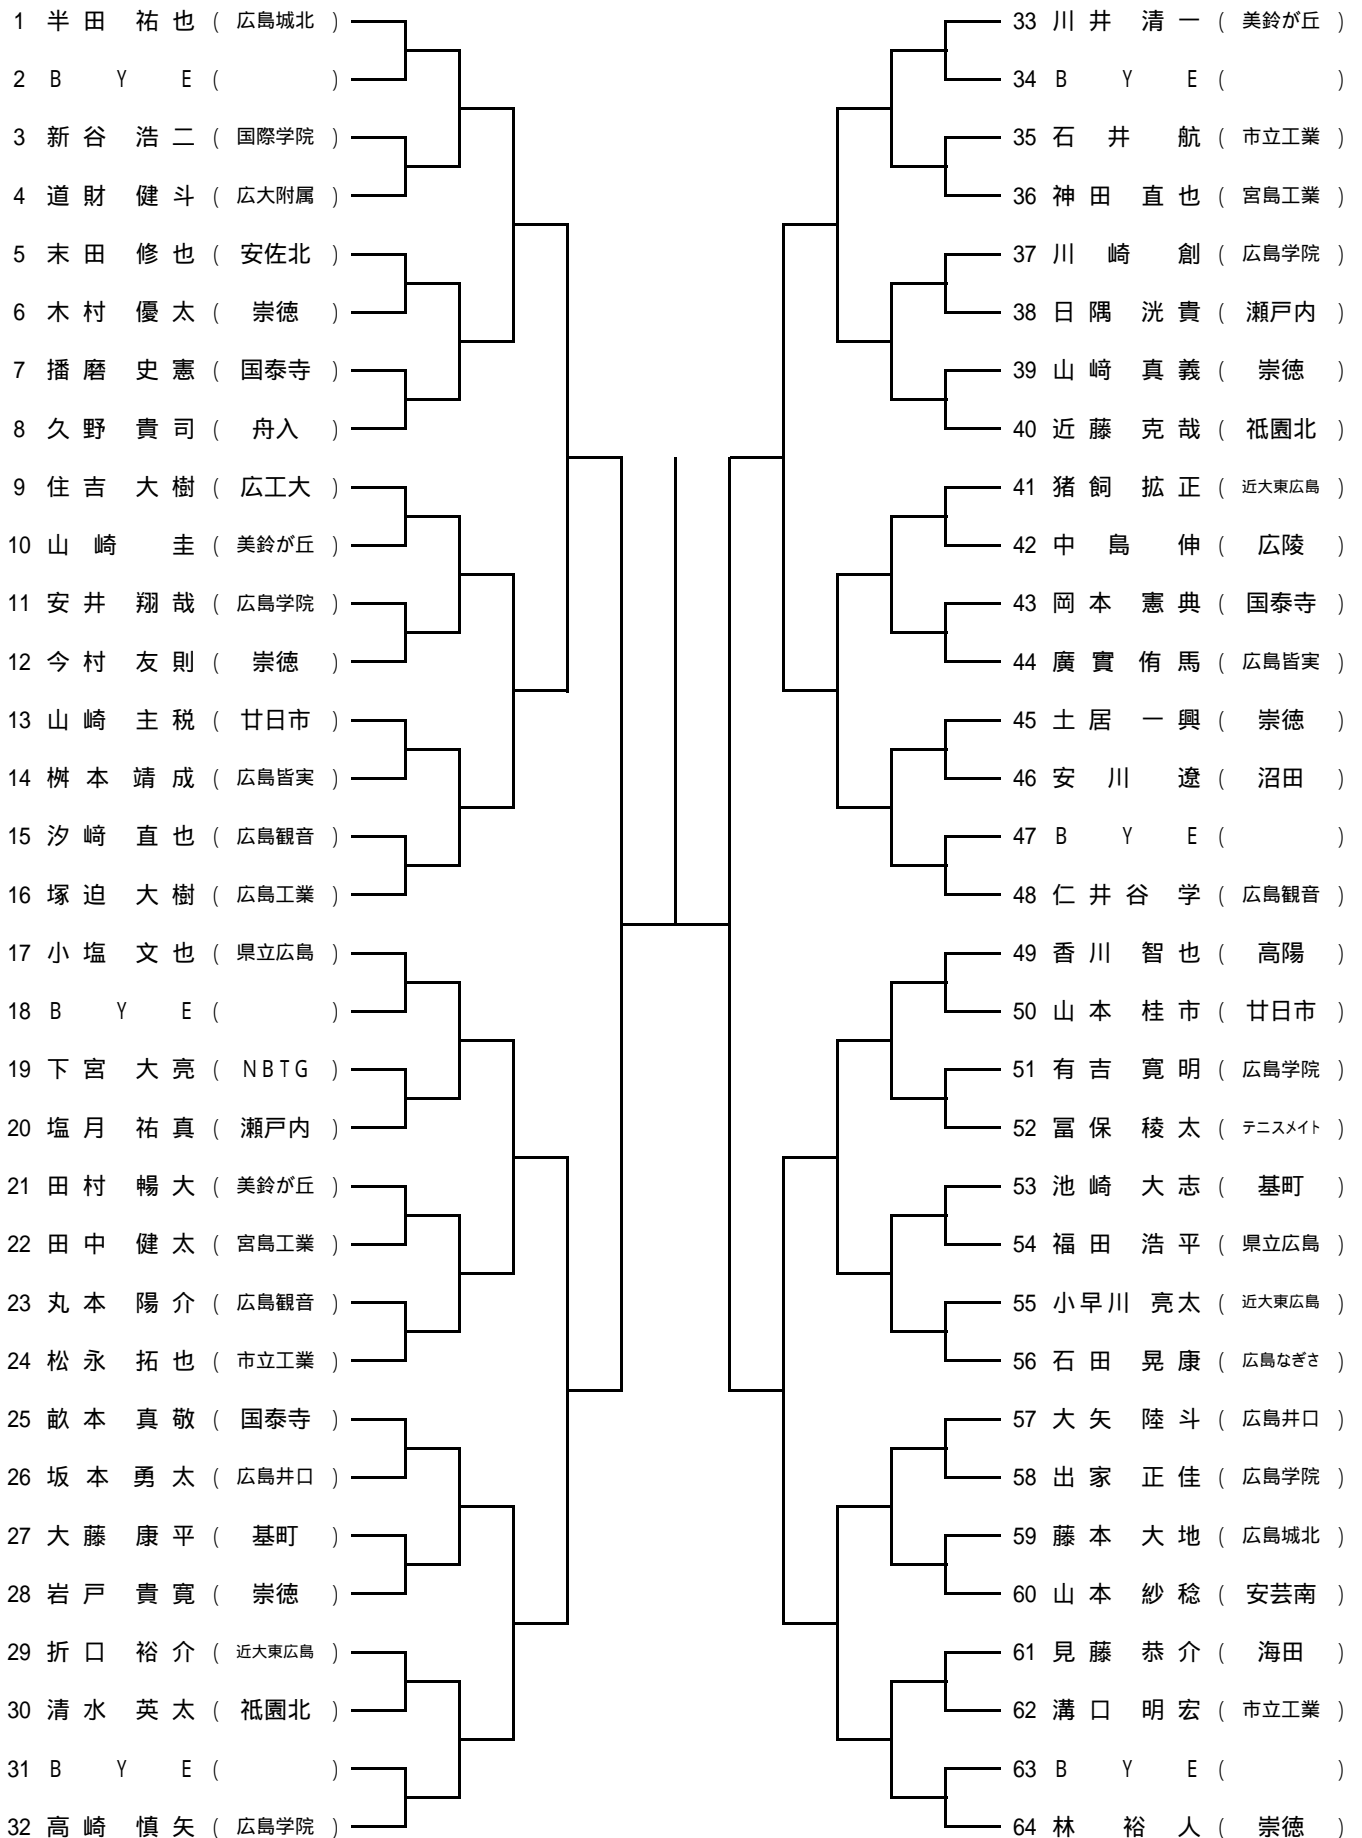 1 半田 祐也 ( 広島城北 )
2 B Y E ( )
3 新谷 浩二 ( 国際学院 )
4 道財 健斗 ( 広大附属 )
5 末田 修也 ( 安佐北 )
6 木村 優太 ( 崇徳 )
7 播磨 史憲 ( 国泰寺 )
8 久野 貴司 ( 舟入 )
9 住吉 大樹 ( 広工大 )
10 山崎 圭 ( 美鈴が丘 )
11 安井 翔哉 ( 広島学院 )
12 今村 友則 ( 崇徳 )
13 山崎 主税 ( 廿日市 )
14 桝本 靖成 ( 広島皆実 )
15 汐﨑 直也 ( 広島観音 )
16 塚迫 大樹 ( 広島工業 )
17 小塩 文也 ( 県立広島 )
18 B Y E ( )
19 下宮 大亮 ( NBTG )
20 塩月 祐真 ( 瀬戸内 )
21 田村 暢大 ( 美鈴が丘 )
22 田中 健太 ( 宮島工業 )
23 丸本 陽介 ( 広島観音 )
24 松永 拓也 ( 市立工業 )
25 畝本 真敬 ( 国泰寺 )
26 坂本 勇太 ( 広島井口 )
27 大藤 康平 ( 基町 )
28 岩戸 貴寛 ( 崇徳 )
29 折口 裕介 ( 近大東広島 )
30 清水 英太 ( 祇園北 )
31 B Y E ( )
32 高崎 慎矢 ( 広島学院 )
33 川井 清一 ( 美鈴が丘 )
34 B Y E ( )
35 石井 航 ( 市立工業 )
36 神田 直也 ( 宮島工業 )
37 川崎 創 ( 広島学院 )
38 日隅 洸貴 ( 瀬戸内 )
39 山﨑 真義 ( 崇徳 )
40 近藤 克哉 ( 祇園北 )
41 猪飼 拡正 ( 近大東広島 )
42 中島 伸 ( 広陵 )
43 岡本 憲典 ( 国泰寺 )
44 廣實 侑馬 ( 広島皆実 )
45 土居 一興 ( 崇徳 )
46 安川 遼 ( 沼田 )
47 B Y E ( )
48 仁井谷 学 ( 広島観音 )
49 香川 智也 ( 高陽 )
50 山本 桂市 ( 廿日市 )
51 有吉 寛明 ( 広島学院 )
52 冨保 稜太 ( テニスメイト )
53 池崎 大志 ( 基町 )
54 福田 浩平 ( 県立広島 )
55 小早川 亮太 ( 近大東広島 )
56 石田 晃康 ( 広島なぎさ )
57 大矢 陸斗 ( 広島井口 )
58 出家 正佳 ( 広島学院 )
59 藤本 大地 ( 広島城北 )
60 山本 紗稔 ( 安芸南 )
61 見藤 恭介 ( 海田 )
62 溝口 明宏 ( 市立工業 )
63 B Y E ( )
64 林 裕人 ( 崇徳 )